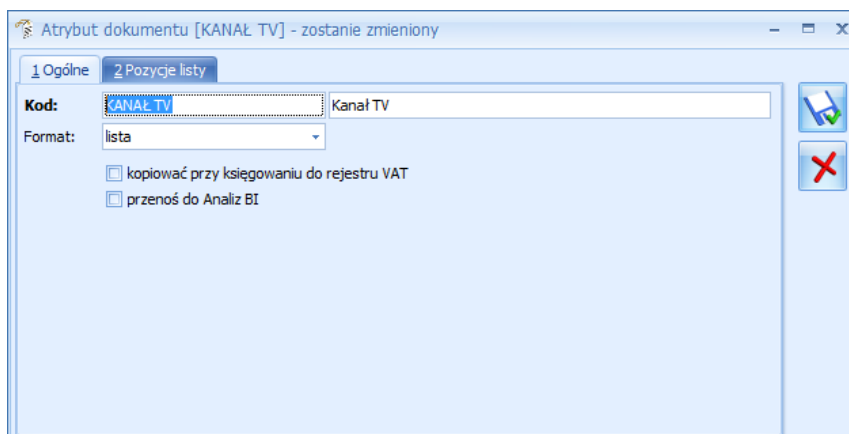 Atrybut dokumentu [KANAŁ TV] - zostanie zmieniony
1 Ogólne 2 Pozycje listy
Kod: KANAŁ TV Kanał TV
Format: lista
kopiować przy księgowaniu do rejestru VAT
przenoś do Analiz BI